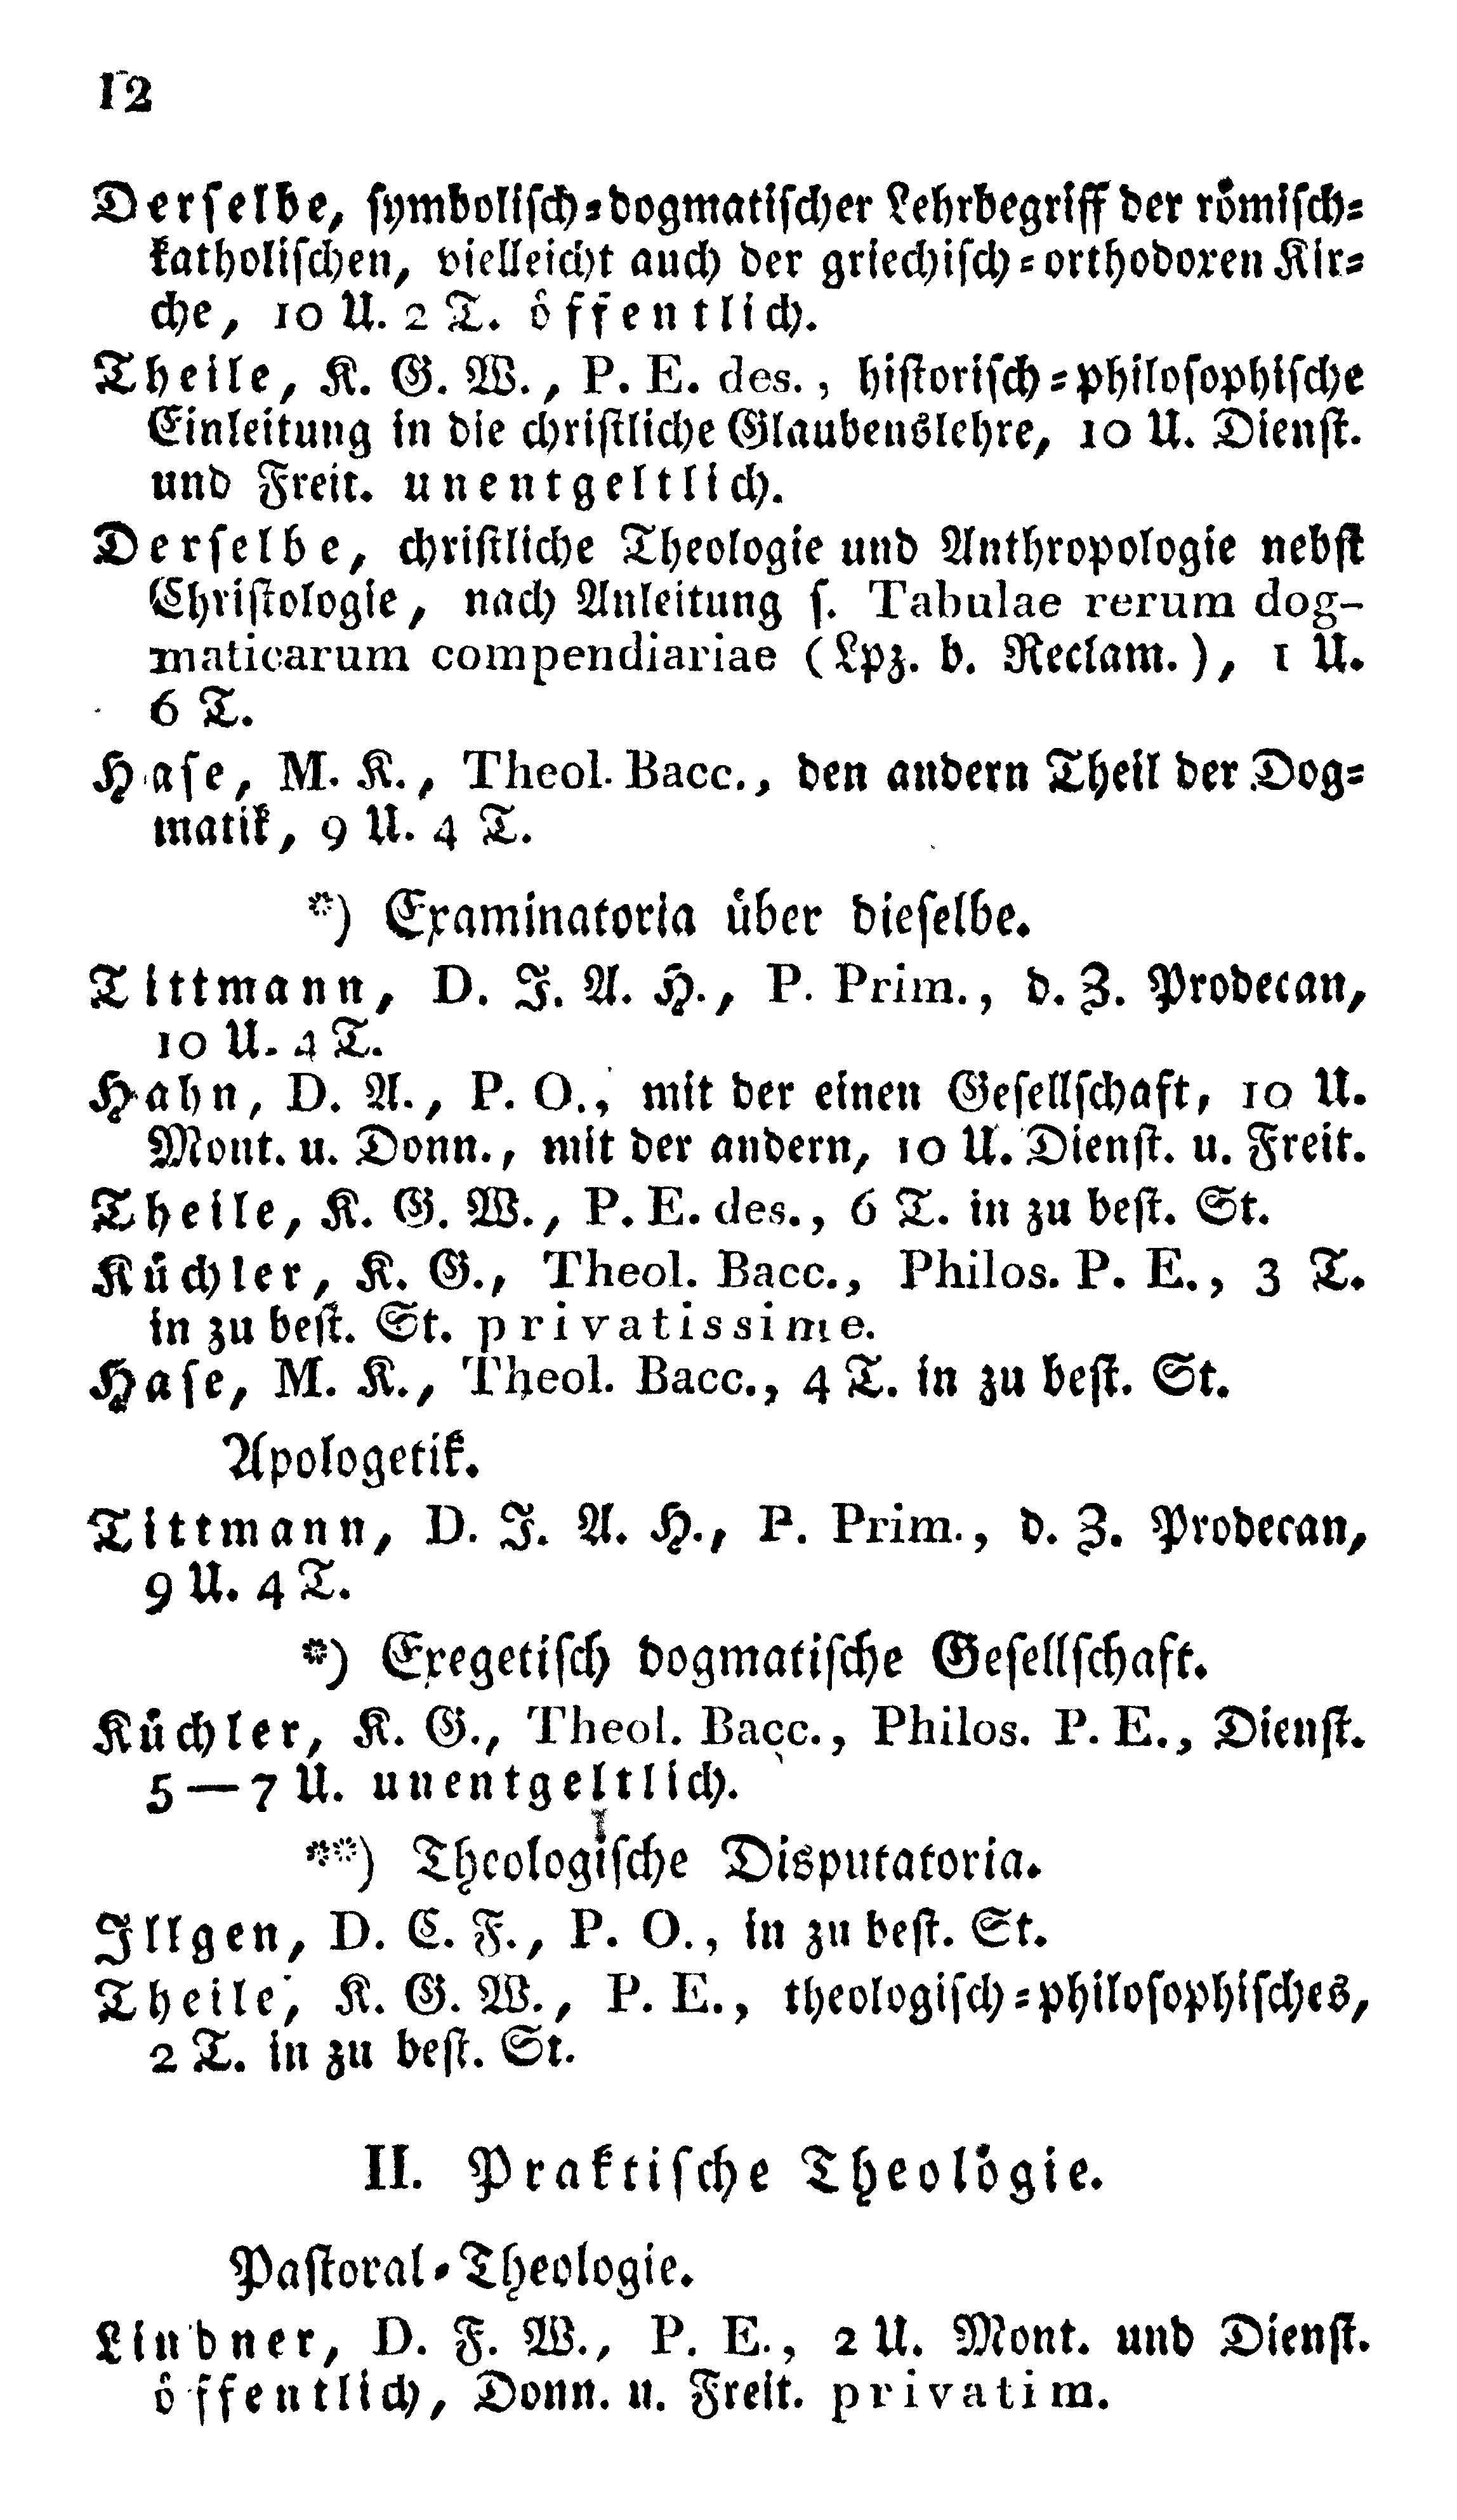 12
Derselbe, symbolisch-dogmatischer Lehrbegriff der römisch-
katholischen, vielleicht auch der griechisch-orthodoxen Kir-
che, 10 U. 2 T. öffentlich.
Theile, K. G. W., P. E. des., historisch-philosophische
Einleitung in die christliche Glaubenslehre, 10 U. Dienst.
und Freit. unentgeltlich.
Derselbe, christliche Theologie und Anthropologie nebst
Christologie, nach Anleitung s. Tabulae rerum dog-
maticarum compendiariae (Lpz. b. Reclam.), 1 U.
6 T.
Hase, M. K., Theol. Bacc., den andern Theil der Dog-
matik, 9 U. 4 T.
*) Examinatoria über dieselbe.
Tittmann, D. J. A. H., P. Prim., d. Z. Prodecan,
10 U. 4 T.
Hahn, D. A., P. O., mit der einen Gesellschaft, 10 U.
Mont. u. Donn., mit der andern, 10 U. Dienst. u. Freit.
Theile, K. G. W., P. E. des., 6 T. in zu best. St.
Küchler, K. G., Theol. Bacc., Philos. P. E., 3 T.
in zu best. St. privatissime.
Hase, M. K., Theol. Bacc., 4 T. in zu best. St.
Apologetik.
Tittmann, D. J. A. H., P. Prim., d. Z. Prodecan,
9 U. 4 T.
*) Exegetisch dogmatische Gesellschaft.
Küchler, K. G., Theol. Bacc., Philos. P. E., Dienst.
5—7 U. unentgeltlich.
**) Theologische Disputatoria.
Illgen, D. C. F., P. O., in zu best. St.
Theile, K. G. W., P. E., theologisch-philosophisches,
2 T. in zu best. St.
II. Praktische Theologie.
Pastoral-Theologie.
Lindner, D. F. W., P. E., 2 U. Mont. und Dienst.
öffentlich, Donn. u. Freit. privatim.